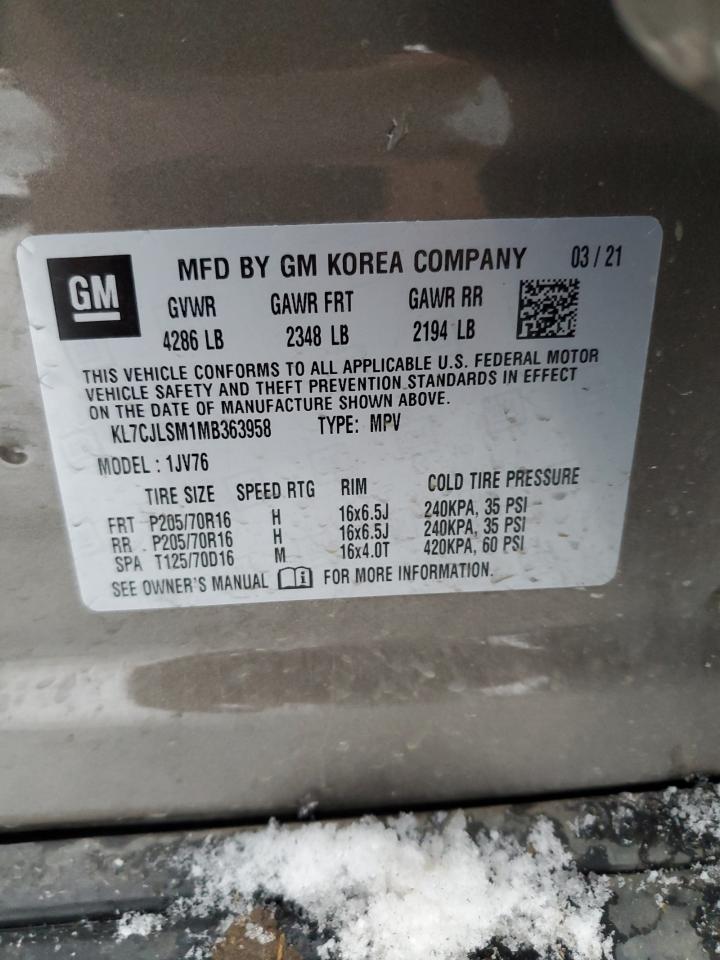 GM
MFD BY GM KOREA COMPANY 03 / 21
GVWR GAWR FRT GAWR RR
4286 LB 2348 LB 2194 LB
THIS VEHICLE CONFORMS TO ALL APPLICABLE U.S. FEDERAL MOTOR
VEHICLE SAFETY AND THEFT PREVENTION STANDARDS IN EFFECT
ON THE DATE OF MANUFACTURE SHOWN ABOVE.
KL7CJLSM1MB363958 TYPE: MPV
MODEL : 1JV76
TIRE SIZE SPEED RTG RIM COLD TIRE PRESSURE
FRT P205/70R16 H 16x6.5J 240KPA, 35 PSI
RR . P205/70R16 H 16x6.5J 240KPA, 35 PSI
SPA T125/70D16 M 16x4.0T 420KPA, 60 PSI
SEE OWNER'S MANUAL i FOR MORE INFORMATION.